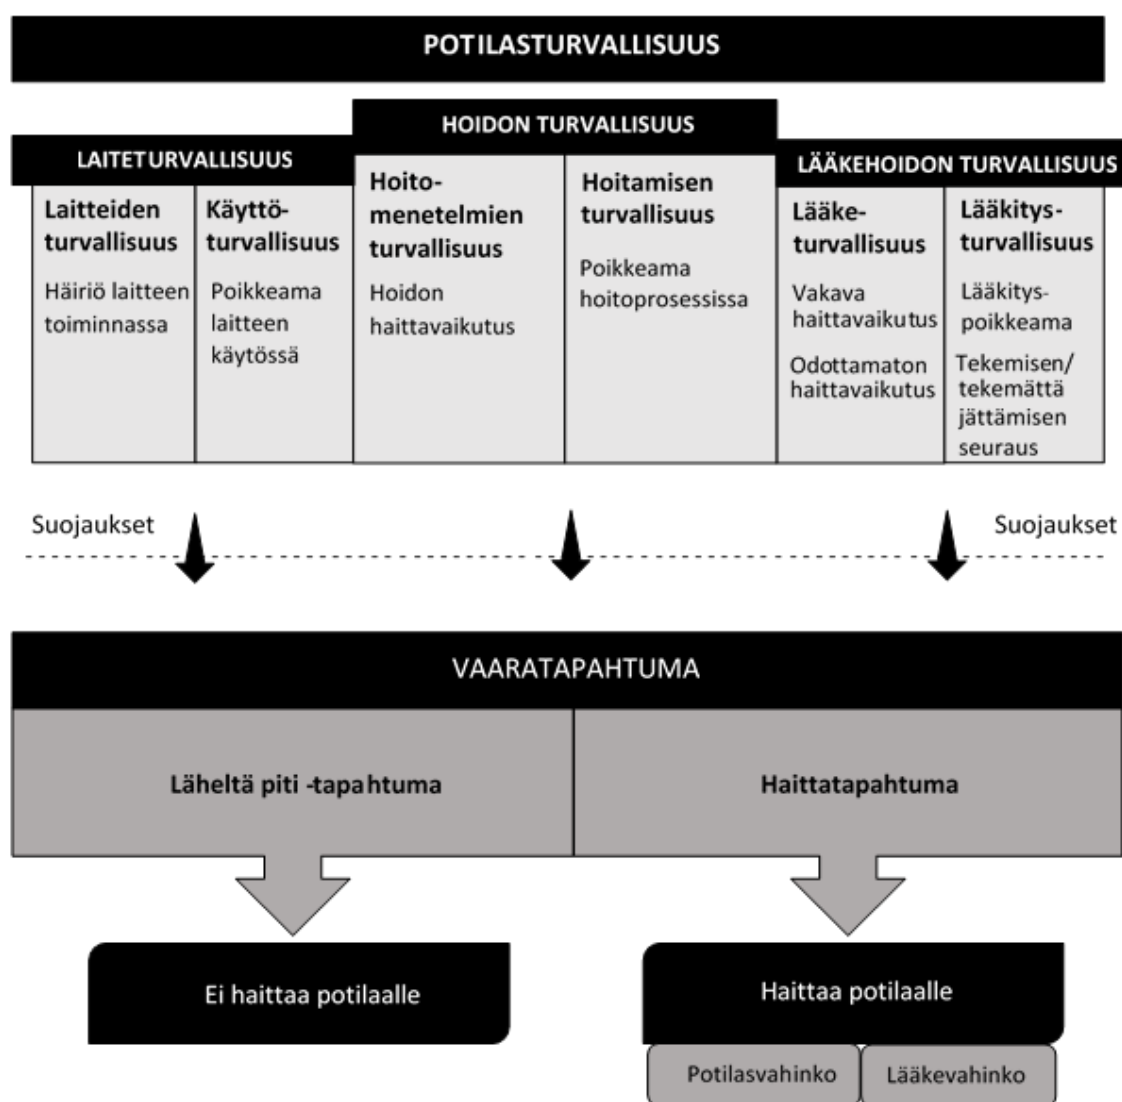 POTILASTURVALLISUUS
HOIDON TURVALLISUUS
LAITETURVALLISUUS
LÄÄKEHOIDON TURVALLISUUS
Laitteiden
turvallisuus
Häiriö laitteen
toiminnassa
Käyttö-
turvallisuus
Poikkeama
laitteen
käytössä
Hoito-
menetelmien
turvallisuus
Hoidon
haittavaikutus
Hoitamisen
turvallisuus
Poikkeama
hoitoprosessissa
Lääke-
turvallisuus
Vakava
haittavaikutus
Odottamaton
haittavaikutus
Lääkitys-
turvallisuus
Lääkitys-
poikkeama
Tekemisen/
tekemättä
jättämisen
seuraus
Suojaukset
Suojaukset
VAARATAPAHTUMA
Läheltä piti -tapahtuma
Haittatapahtuma
Ei haittaa potilaalle
Haittaa potilaalle
Potilasvahinko
Lääkevahinko